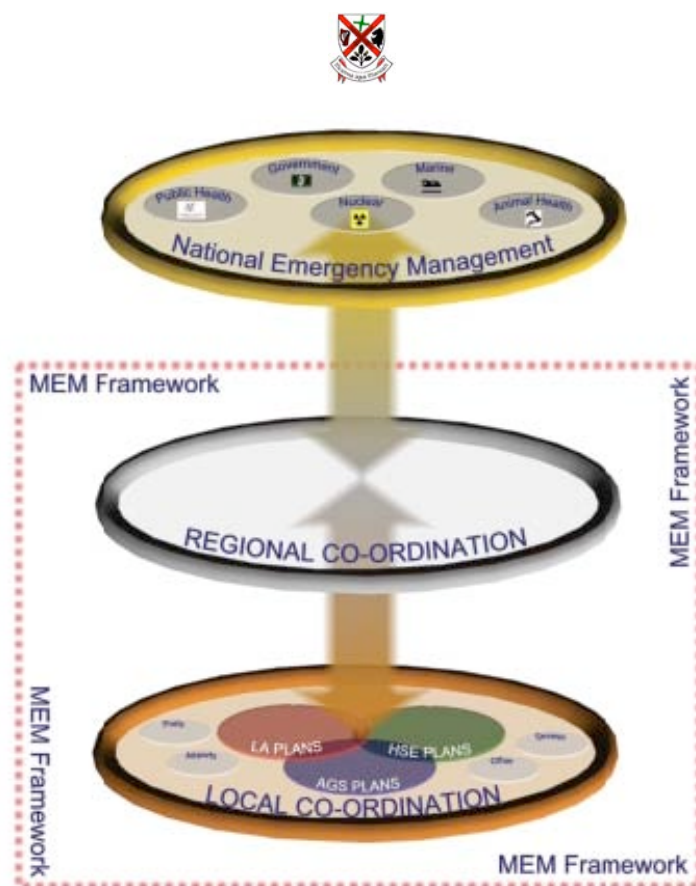 Government
Marine
Public Health
Nuclear
Animal Health
National Emergency Management
MEM Framework
MEM Framework
REGIONAL CO-ORDINATION
MEM Framework
LA PLANS
HSE PLANS
Other
AGS PLANS
LOCAL CO-ORDINATION
MEM Framework